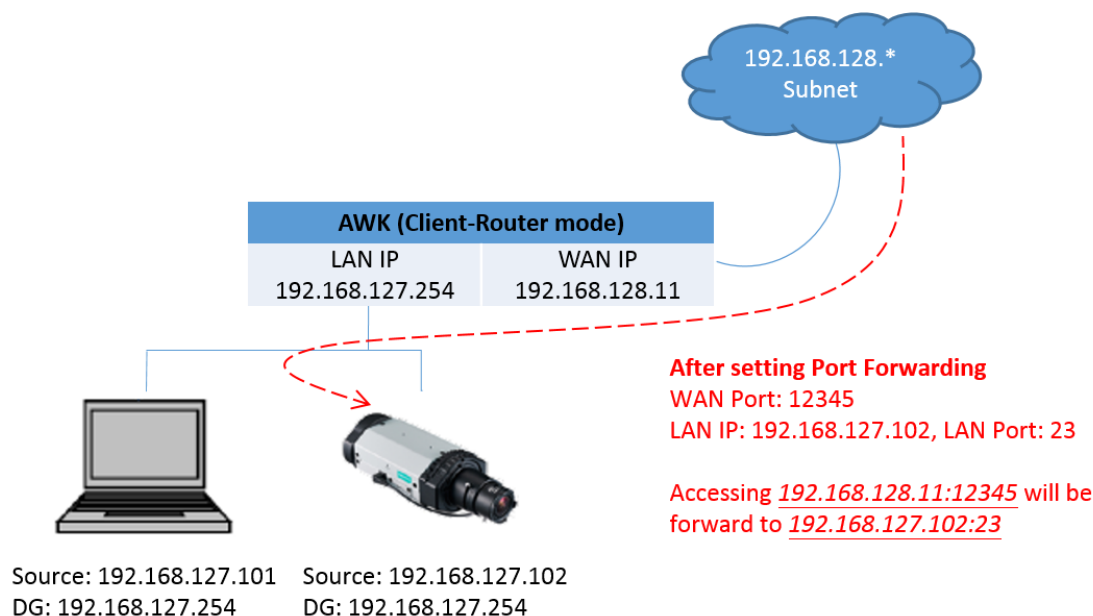 192.168.128.*
Subnet
AWK (Client-Router mode)
LAN IP
192.168.127.254
WAN IP
192.168.128.11
After setting Port Forwarding
WAN Port: 12345
LAN IP: 192.168.127.102, LAN Port: 23
Accessing 192.168.128.11:12345 will be
forward to 192.168.127.102:23
Source: 192.168.127.101
DG: 192.168.127.254
Source: 192.168.127.102
DG: 192.168.127.254